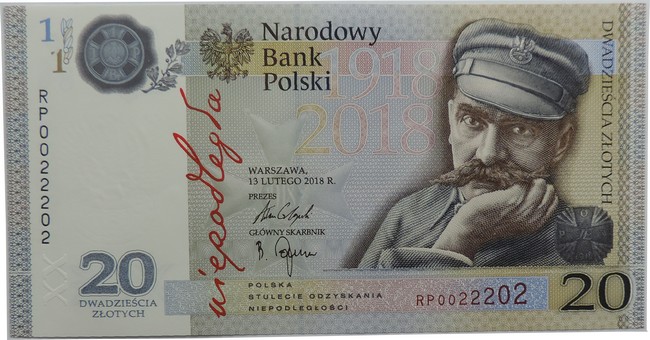 1
1
Narodowy
Bank
Polski
1918
2018
DWADZIEŚCIA ZŁOTYCH
RP0022202
niepodległa
WARSZAWA,
13 LUTEGO 2018 R.
PREZES
GŁÓWNY SKARBNIK
20
DWADZIEŚCIA
ZŁOTYCH
POLSKA
STULECIE ODZYSKANIA
NIEPODLEGŁOŚCI
RP0022202
20